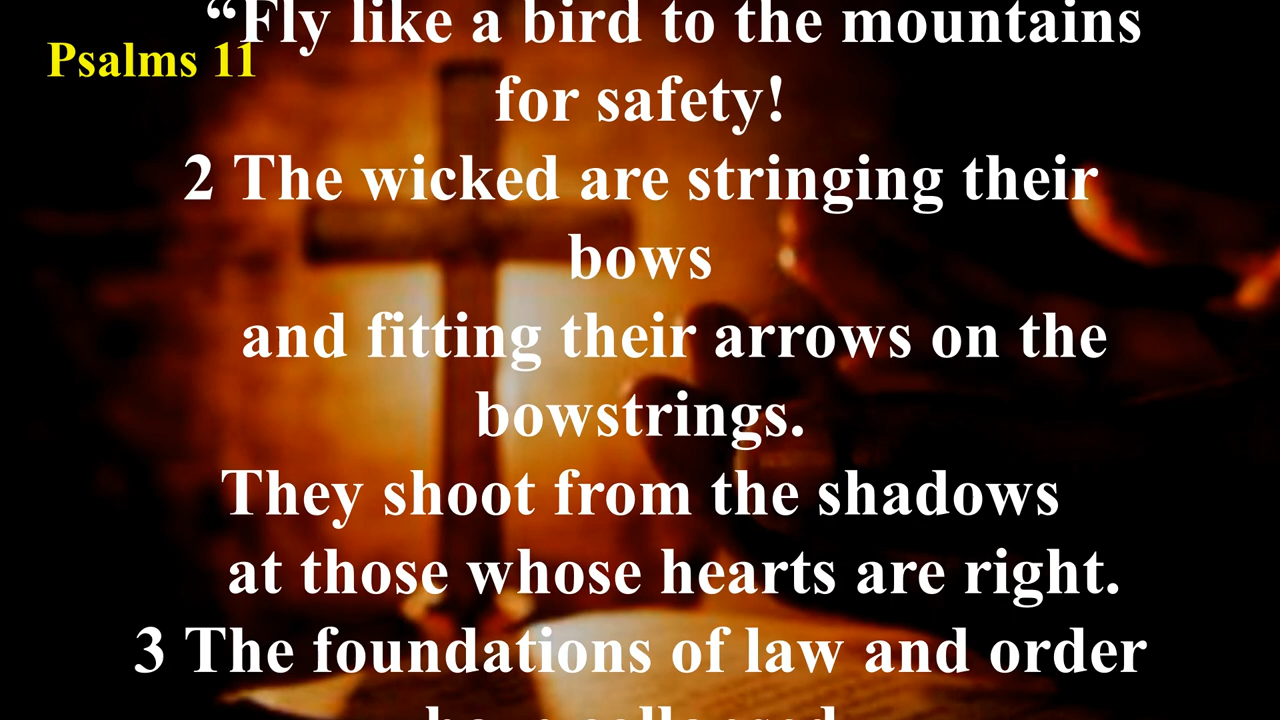 “Fly like a bird to the mountains
Psalms 11
for safety!
2 The wicked are stringing their
bows
and fitting their arrows on the
bowstrings.
They shoot from the shadows
at those whose hearts are right.
3 The foundations of law and order
have collapsed.